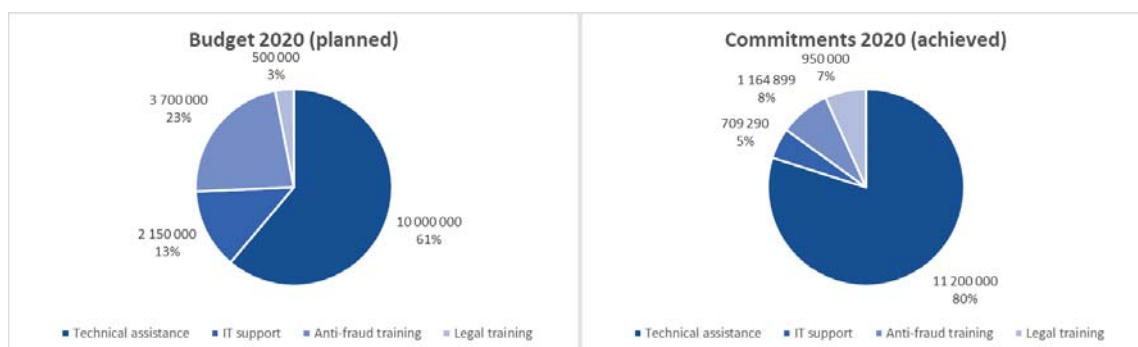 Budget 2020 (planned)
500 000
3%
3 700 000
23%
2 150 000
13%
10 000 000
61%
Technical assistance IT support Anti-fraud training Legal training
Commitments 2020 (achieved)
950 000
7%
1 164 899
8%
709 290
5%
11 200 000
80%
Technical assistance IT support Anti-fraud training Legal training